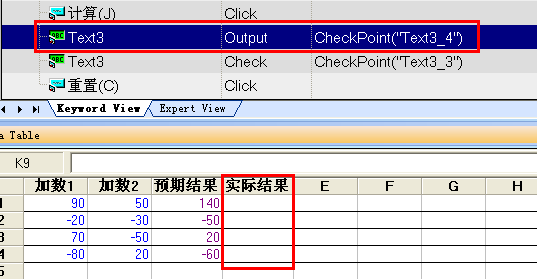 计算(J) Click
Text3 Output CheckPoint("Text3_4")
Text3 Check CheckPoint("Text3_3")
重置(C) Click
Keyword View Expert View
a Table
K9
加数1 加数2 预期结果 实际结果 E F G H
1 90 50 140
2 -20 -30 -50
3 70 -50 20
4 -80 20 -60